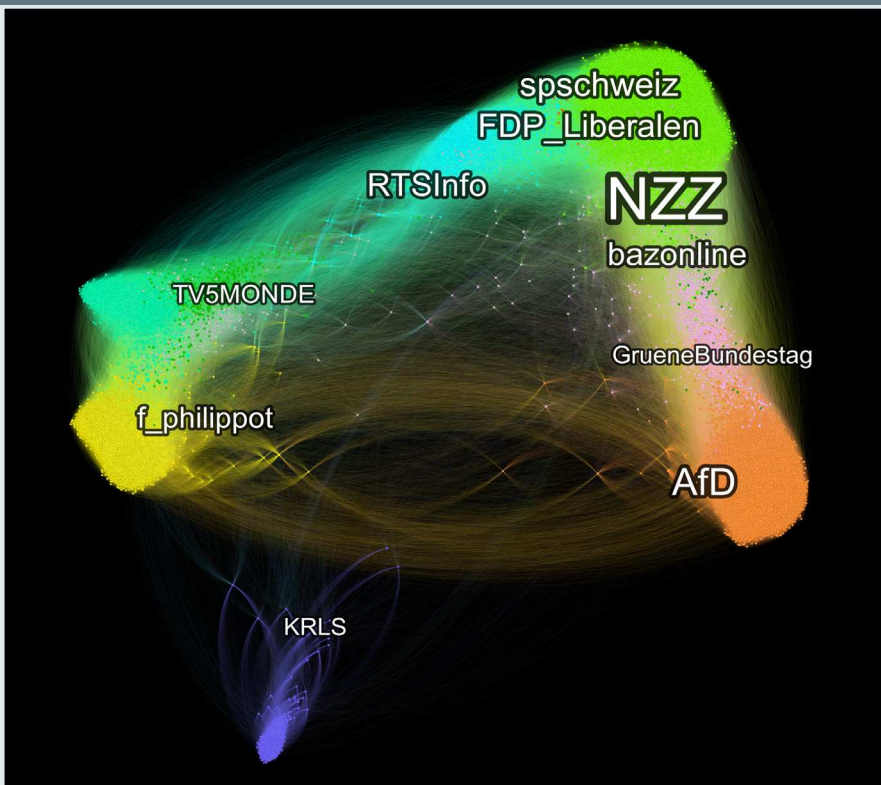 spschweiz
FDP_Liberalen
RTSInfo
NZZ
bazonline
TV5MONDE
GrueneBundestag
f_philippot
AfD
KRLS